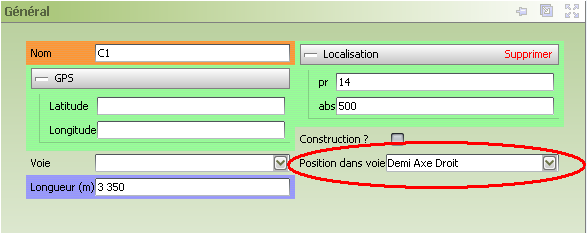 Général
Nom C1
GPS
Latitude
Longitude
Voie
Longueur (m) 3 350
Localisation Supprimer
pr 14
abs 500
Construction ?
Position dans voie Demi Axe Droit